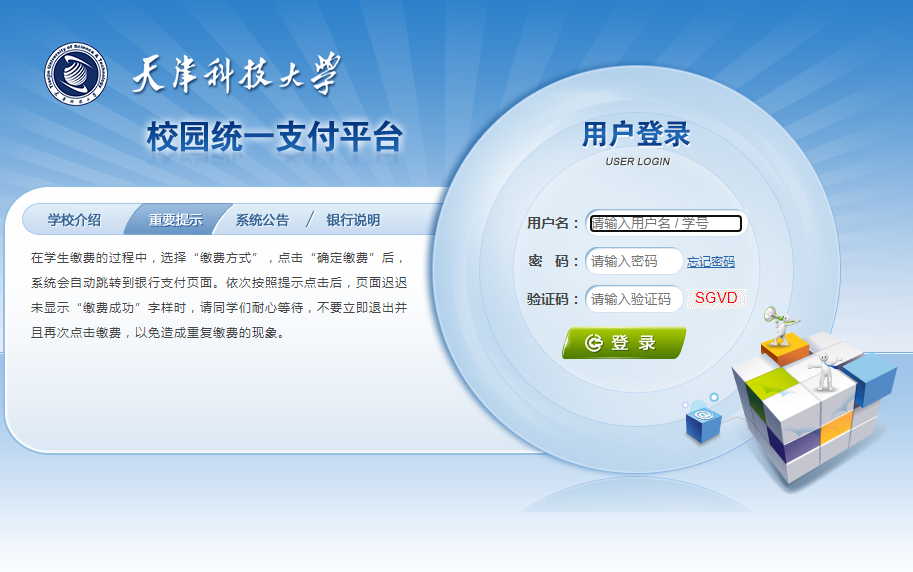 天津科技大学
校园统一支付平台
用户登录
USER LOGIN
学校介绍 重要提示 系统公告 / 银行说明
在学生缴费的过程中，选择“缴费方式”，点击“确定缴费”后，
系统会自动跳转到银行支付页面。依次按照提示点击后，页面迟迟
未显示“缴费成功”字样时，请同学们耐心等待，不要立即退出并
且再次点击缴费，以免造成重复缴费的现象。
用户名： 请输入用户名 / 学号
密 码： 请输入密码 忘记密码
验证码： 请输入验证码 SGVD
登 录
@